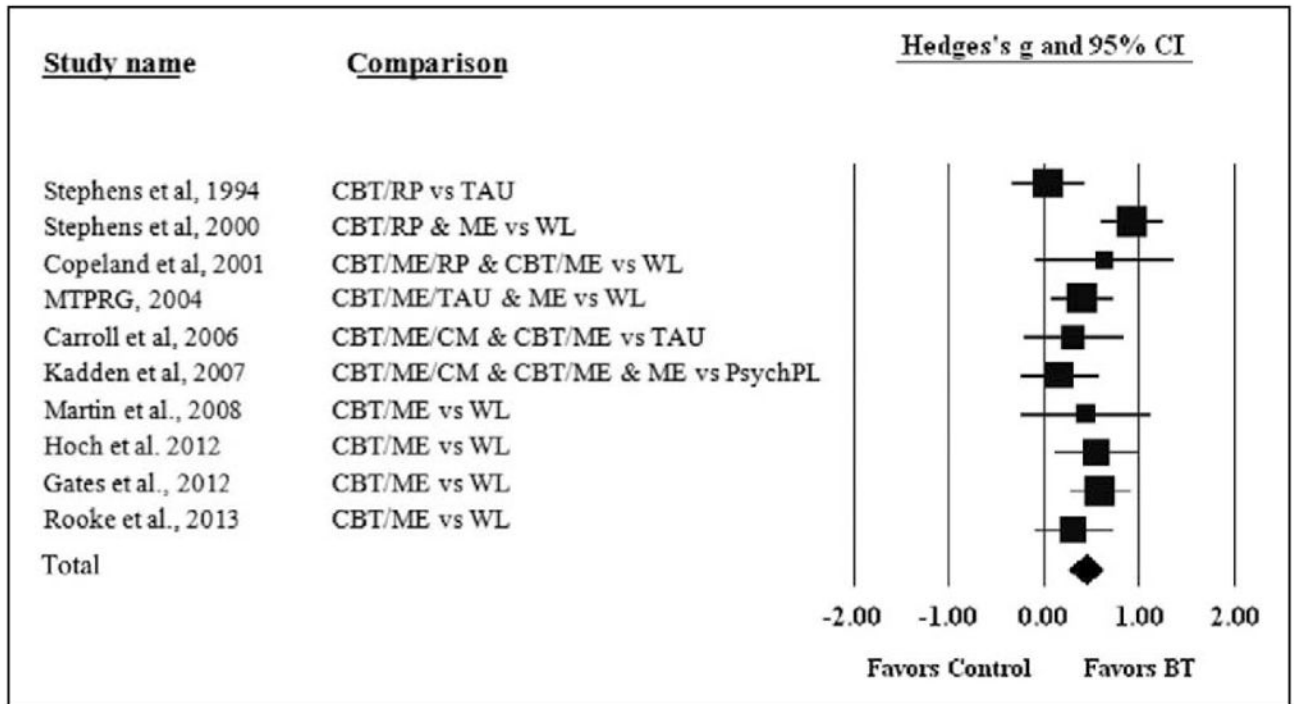 Study name Comparison Hedges's g and 95% CI
Stephens et al, 1994 CBT/RP vs TAU
Stephens et al, 2000 CBT/RP & ME vs WL
Copeland et al, 2001 CBT/ME/RP & CBT/ME vs WL
MTPRG, 2004 CBT/ME/TAU & ME vs WL
Carroll et al, 2006 CBT/ME/CM & CBT/ME vs TAU
Kadden et al, 2007 CBT/ME/CM & CBT/ME & ME vs PsychPL
Martin et al., 2008 CBT/ME vs WL
Hoch et al. 2012 CBT/ME vs WL
Gates et al., 2012 CBT/ME vs WL
Rooke et al., 2013 CBT/ME vs WL
Total
-2.00 -1.00 0.00 1.00 2.00
Favors Control Favors BT